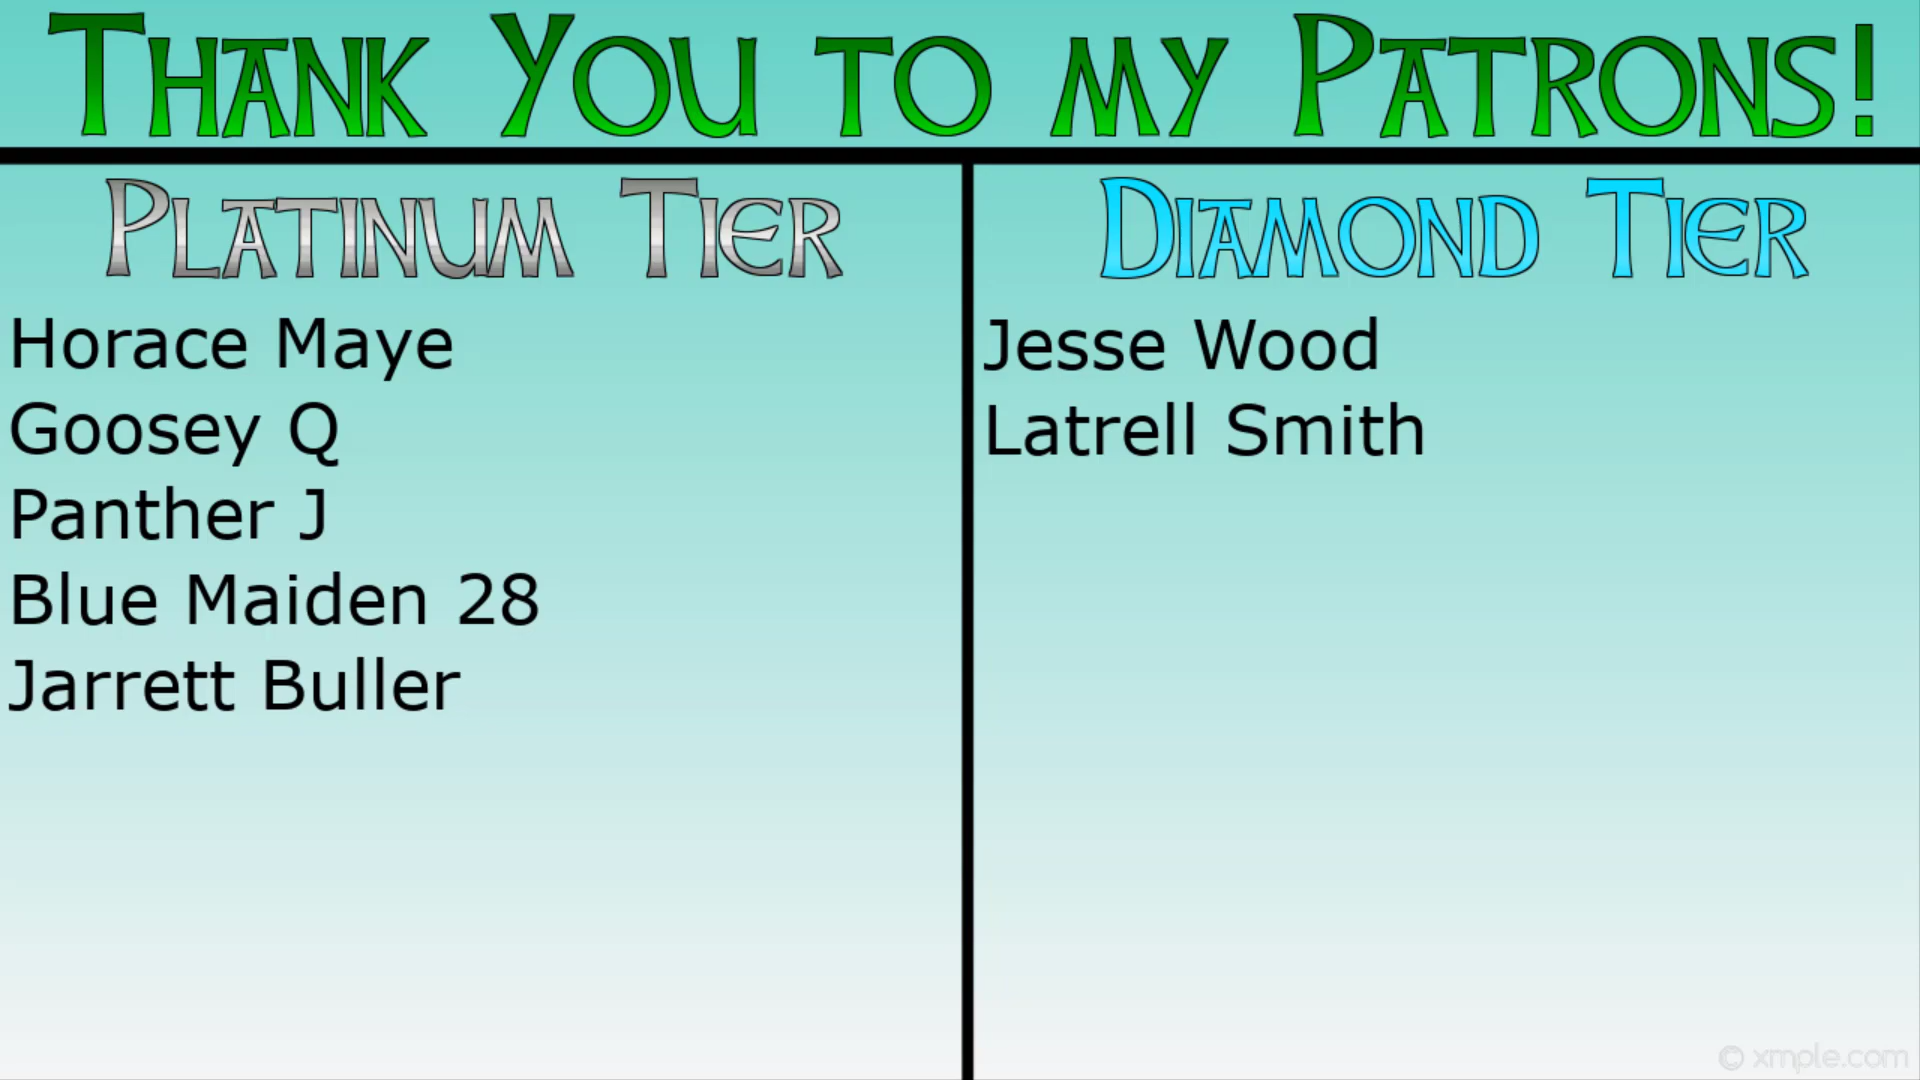 Thank You to my Patrons!
Platinum Tier
Horace Maye
Goosey Q
Panther J
Blue Maiden 28
Jarrett Buller
Diamond Tier
Jesse Wood
Latrell Smith
© xmple.com